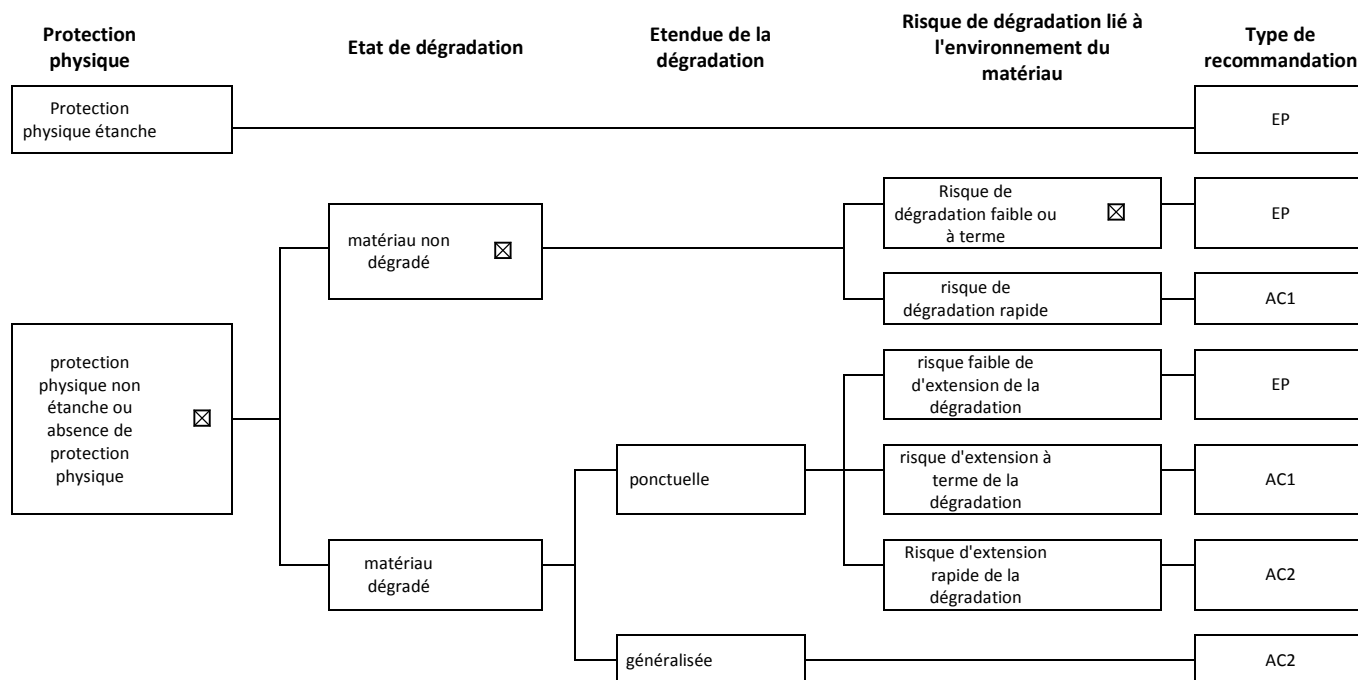 Protection
physique
Etat de dégradation
Etendue de la
dégradation
Risque de dégradation lié à
l'environnement du
matériau
Type de
recommandation
Protection
physique étanche
EP
Risque de
dégradation faible ou
à terme
EP
matériau non
dégradé
risque de
dégradation rapide
AC1
protection
physique non
étanche ou
absence de
protection
physique
risque faible de
d'extension de la
dégradation
EP
ponctuelle
risque d'extension à
terme de la
dégradation
AC1
matériau
dégradé
Risque d'extension
rapide de la
dégradation
AC2
généralisée
AC2